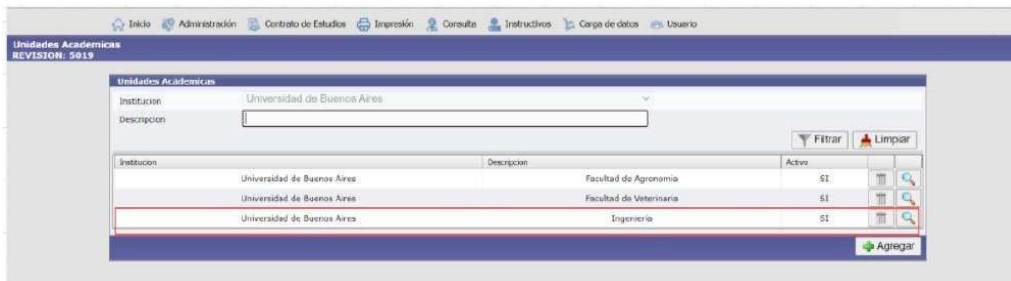 Inicio Administración Contrato de Estudios Impresión Consulta Instructivos Carga de datos Usuario
Unidades Academicas
REVISION: 5019
Unidades Academicas
Institucion Universidad de Buenos Aires
Descripcion
Filtrar Limpiar
Institucion Descripcion Activo
Universidad de Buenos Aires Facultad de Agronomia SI
Universidad de Buenos Aires Facultad de Veterinaria SI
Universidad de Buenos Aires Ingenieria SI
Agregar